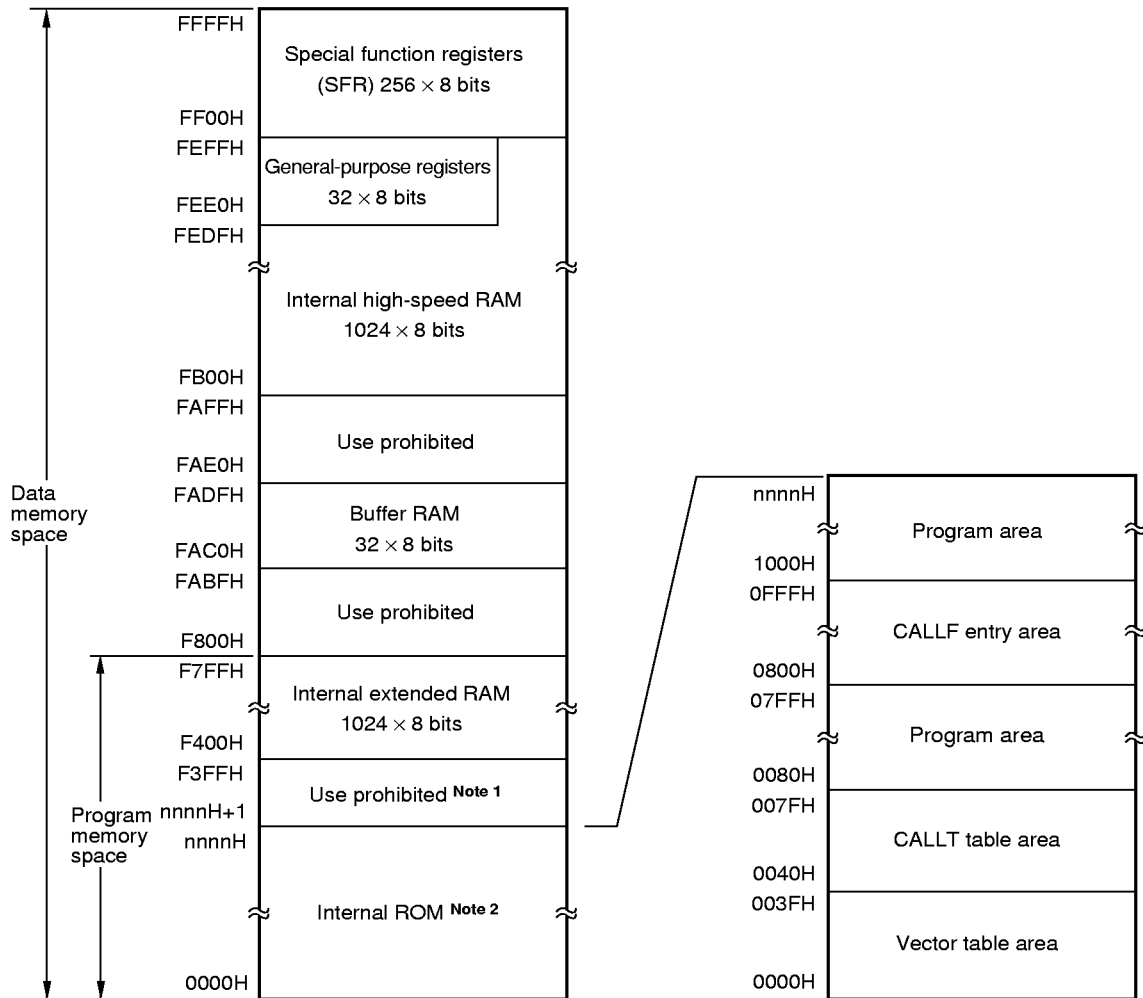 FFFFH
Special function registers
(SFR) 256 × 8 bits
FF00H
FEFFH
General-purpose registers
32 × 8 bits
FEE0H
FEDFH
Internal high-speed RAM
1024 × 8 bits
FB00H
FAFFH
Use prohibited
FAE0H
FADFH
Buffer RAM
32 × 8 bits
FAC0H
FABFH
Use prohibited
F800H
F7FFH
Internal extended RAM
1024 × 8 bits
F400H
F3FFH
Use prohibited Note 1
nnnnH+1
nnnnH
Internal ROM Note 2
0000H
Data
memory
space
Program
memory
space
nnnnH
Program area
1000H
0FFFH
CALLF entry area
0800H
07FFH
Program area
0080H
007FH
CALLT table area
0040H
003FH
Vector table area
0000H